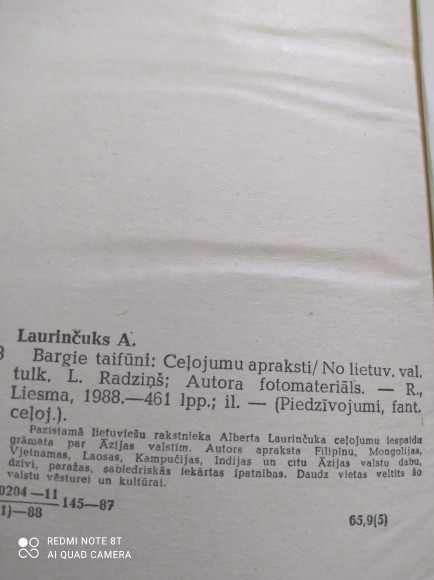 Laurinčuks A.
Bargie taifūni: Ceļojumu apraksti/ No lietuv. val.
tulk. L. Radziņš; Autora fotomateriāls. — R.,
Liesma, 1988.—461 lpp.; il. — (Piedzīvojumi, fant.
ceļoj.).
Pazīstamā lietuviešu rakstnieka Alberta Laurinčuka ceļojumu iespaidu
grāmata par Āzijas valstīm. Autors apraksta Filipīnu, Mongolijas,
Vjetnamas, Laosas, Kampučijas, Indijas un citu Āzijas valstu dabu,
dzīvi, paražas, sabiedriskās iekārtas īpatnības. Daudz vietas veltīts šo
valstu vēsturei un kultūrai.
0204—11
1)—88 145—87
65,9(5)
REDMI NOTE 8T
AI QUAD CAMERA